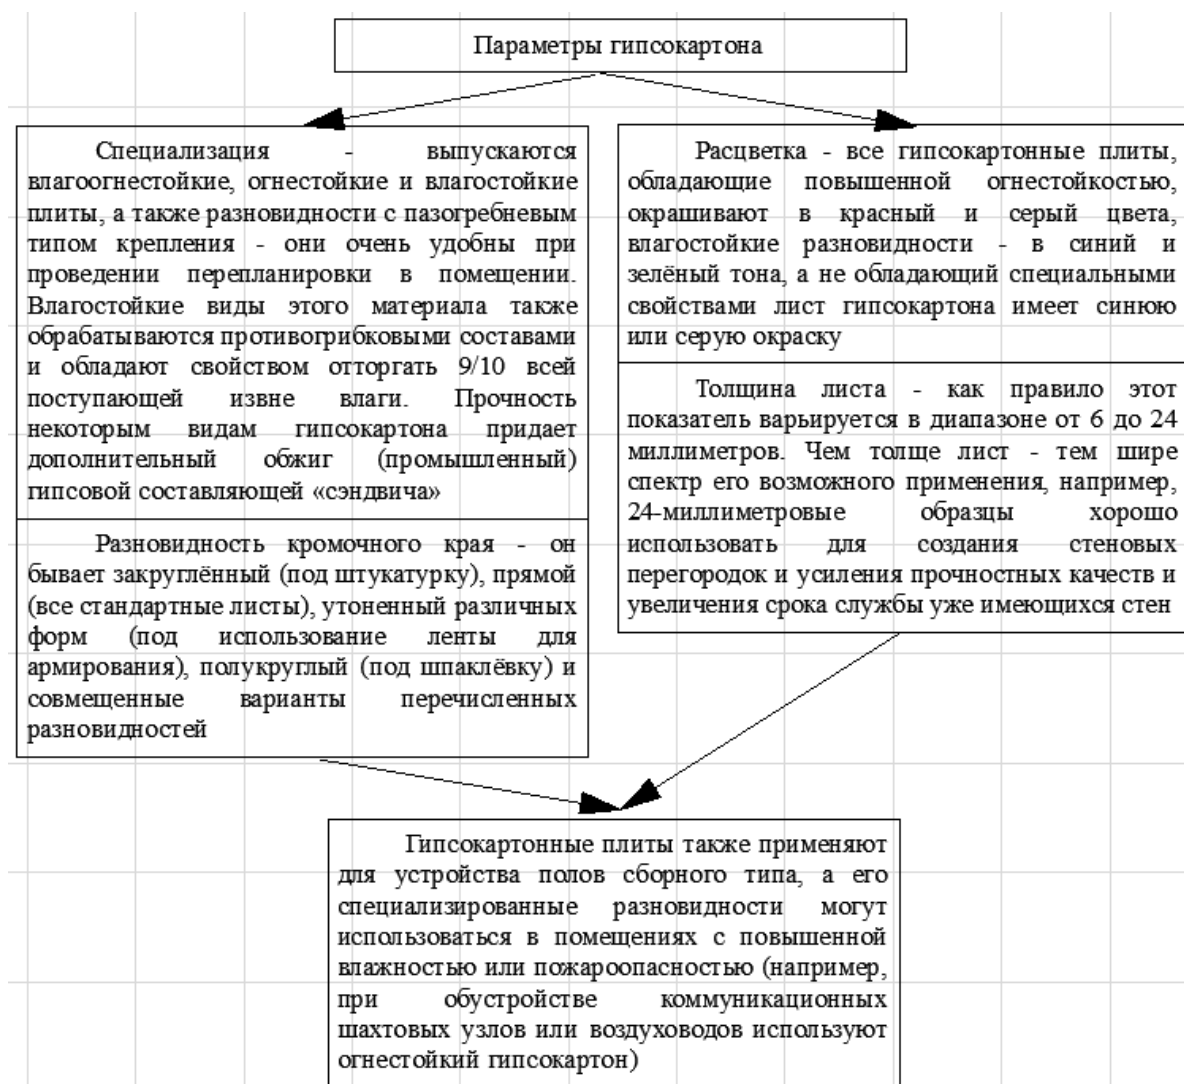 Параметры гипсокартона
Специализация - выпускаются
влагоогнестойкие, огнестойкие и влагостойкие
плиты, а также разновидности с пазогребневым
типом крепления - они очень удобны при
проведении перепланировки в помещении.
Влагостойкие виды этого материала также
обрабатываются противогрибковыми составами
и обладают свойством отторгать 9/10 всей
поступающей извне влаги. Прочность
некоторым видам гипсокартона придает
дополнительный обжиг (промышленный)
гипсовой составляющей «сэндвича»
Разновидность кромочного края - он
бывает закруглённый (под штукатурку), прямой
(все стандартные листы), утоненный различных
форм (под использование ленты для
армирования), полукруглый (под шпаклёвку) и
совмещенные варианты перечисленных
разновидностей
Расцветка - все гипсокартонные плиты,
обладающие повышенной огнестойкостью,
окрашивают в красный и серый цвета,
влагостойкие разновидности - в синий и
зелёный тона, а не обладающий специальными
свойствами лист гипсокартона имеет синюю
или серую окраску
Толщина листа - как правило этот
показатель варьируется в диапазоне от 6 до 24
миллиметров. Чем толще лист - тем шире
спектр его возможного применения, например,
24-миллиметровые образцы хорошо
использовать для создания стеновых
перегородок и усиления прочностных качеств и
увеличения срока службы уже имеющихся стен
Гипсокартонные плиты также применяют
для устройства полов сборного типа, а его
специализированные разновидности могут
использоваться в помещениях с повышенной
влажностью или пожароопасностью (например,
при обустройстве коммуникационных
шахтовых узлов или воздуховодов используют
огнестойкий гипсокартон)